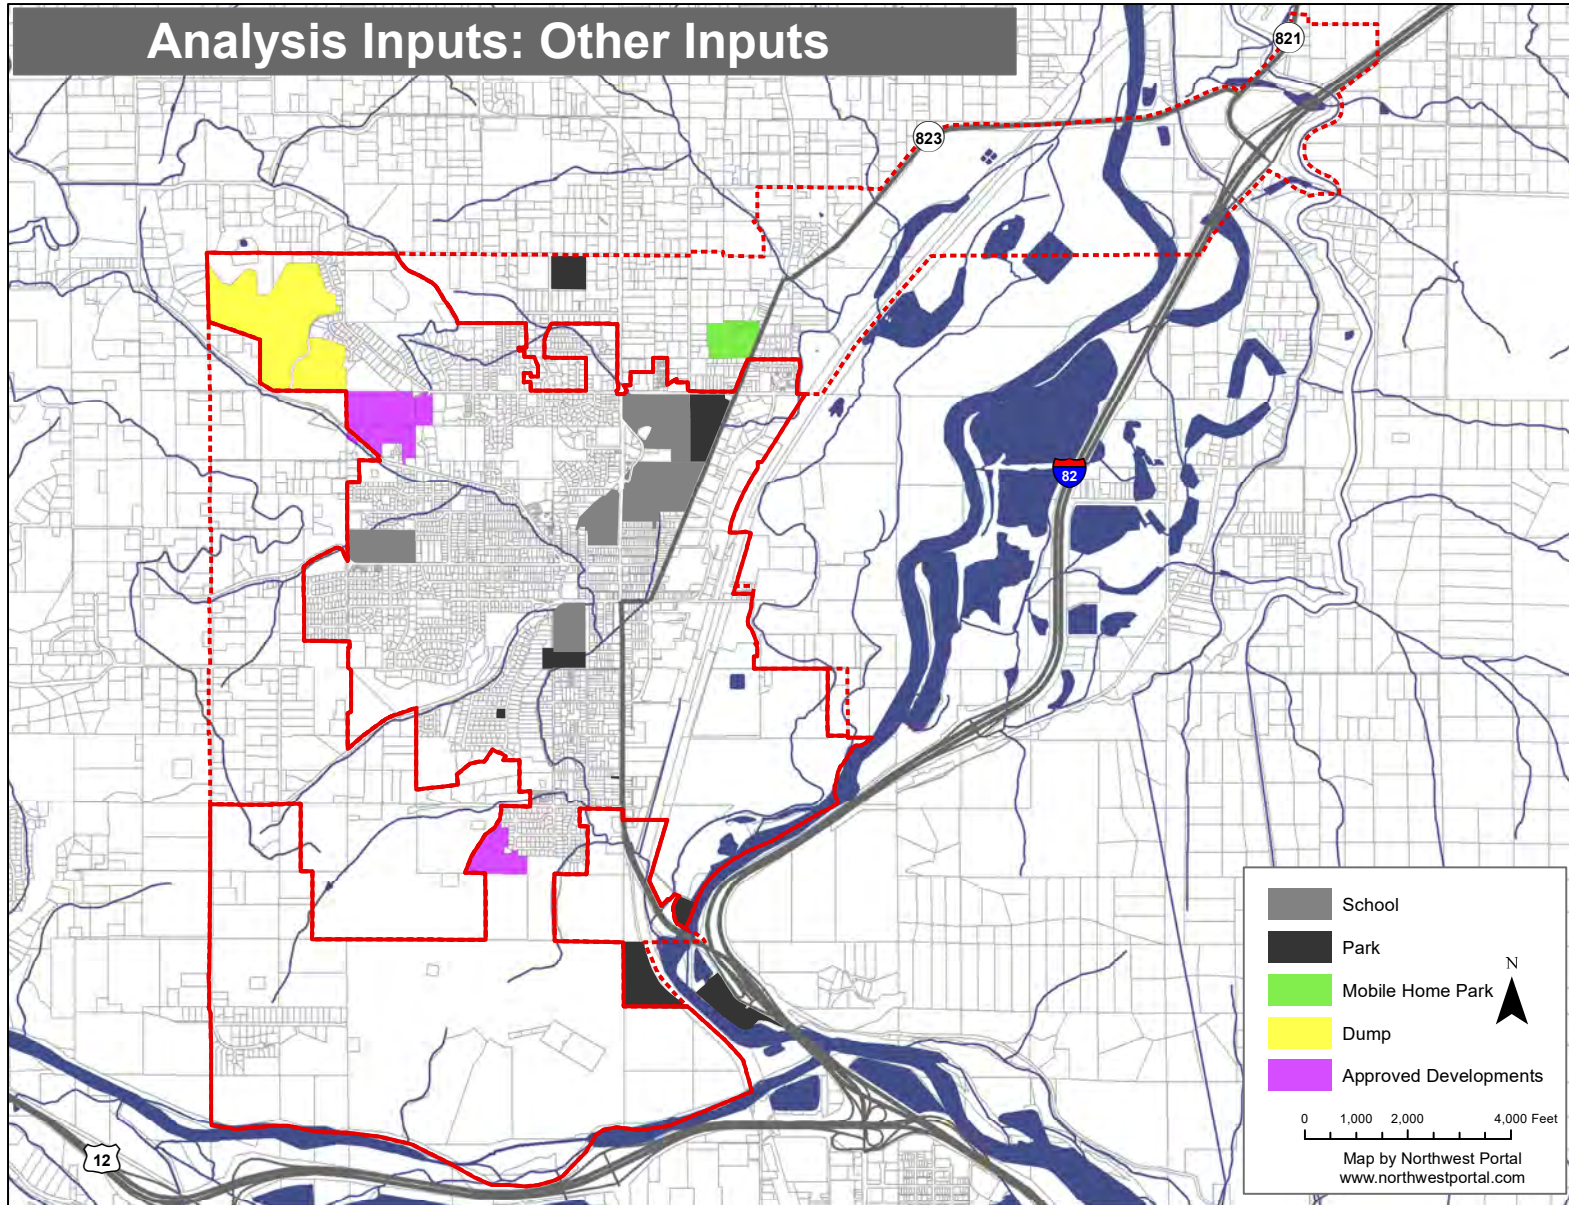 Analysis Inputs: Other Inputs
821
823
82
12
School
Park
N
Mobile Home Park
Dump
Approved Developments
0 1,000 2,000 4,000 Feet
Map by Northwest Portal
www.northwestportal.com